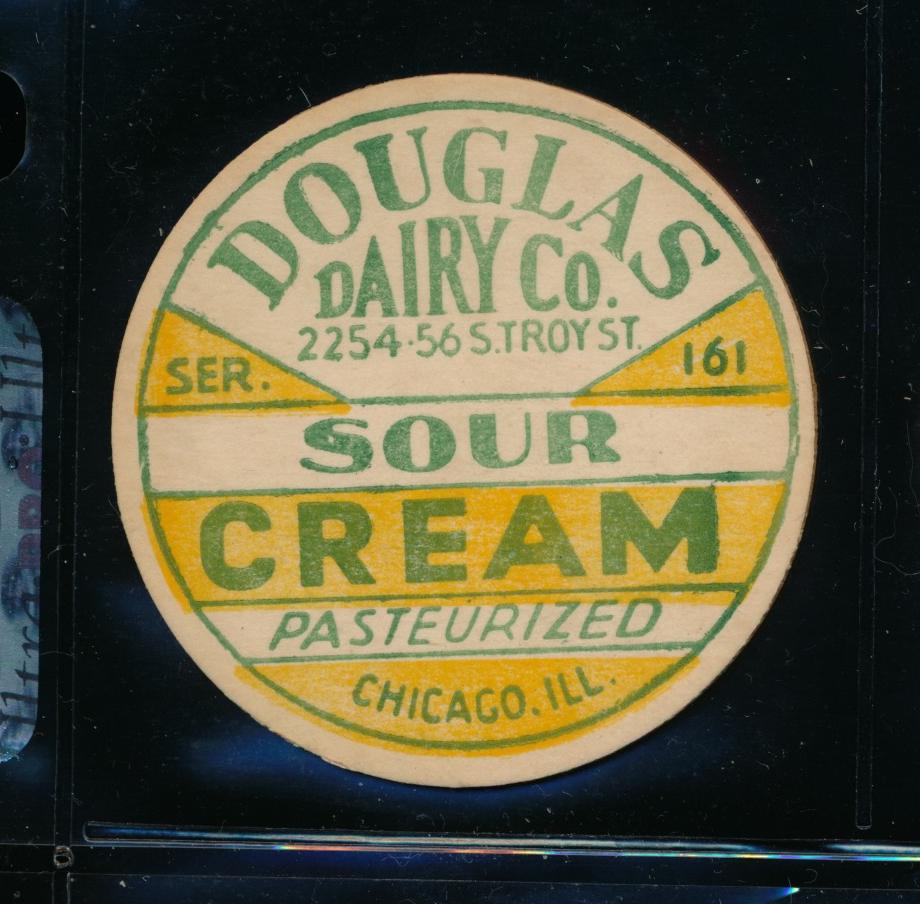 DOUGLAS
DAIRY CO.
2254-56 S. TROY ST.
SER. 161
SOUR
CREAM
PASTEURIZED
CHICAGO. ILL.